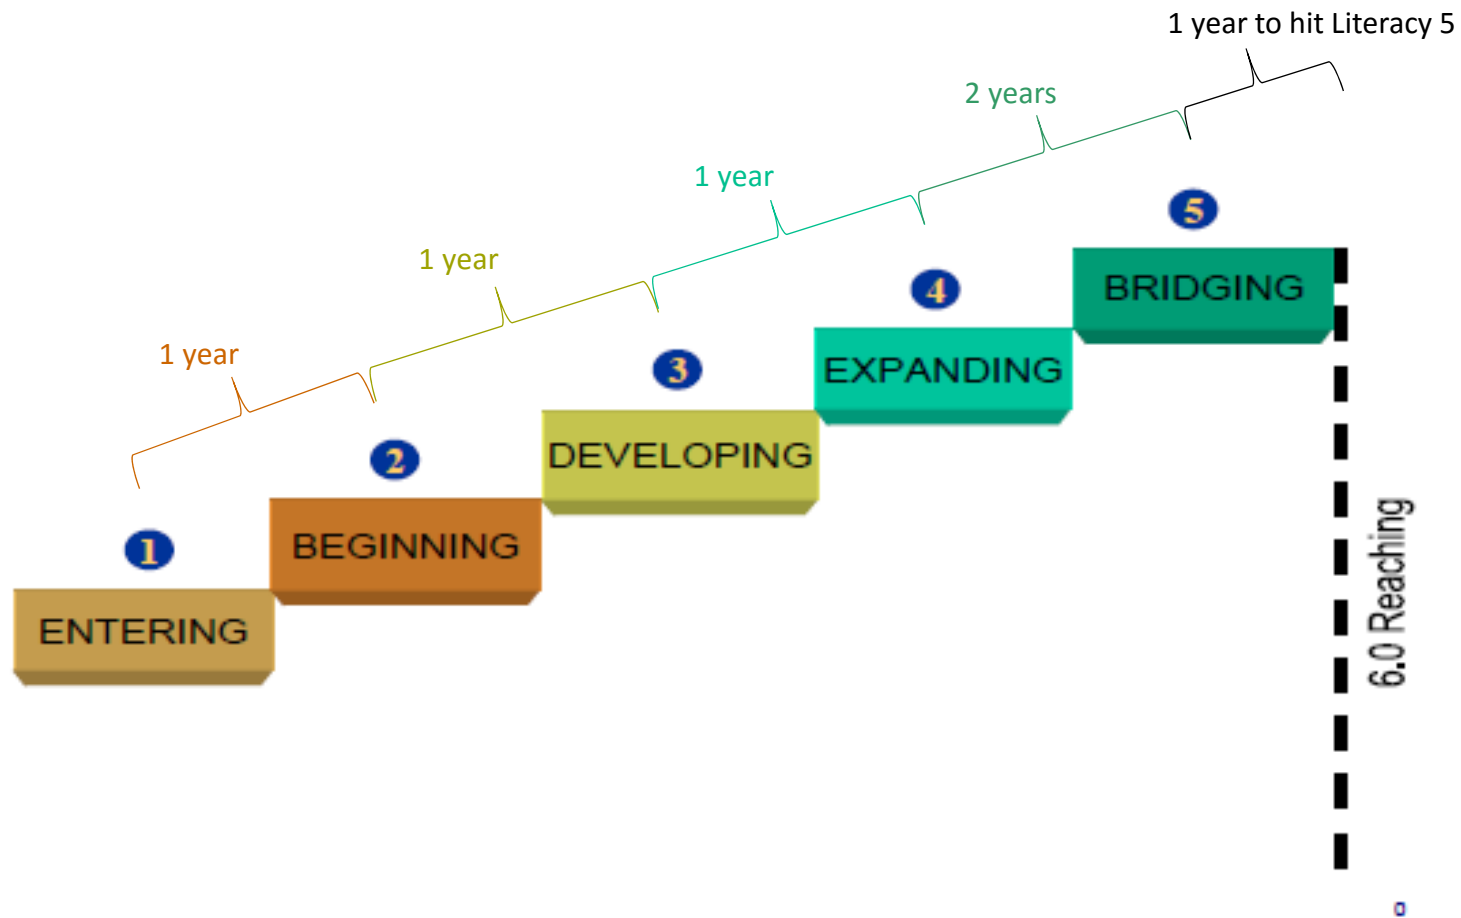 1 year to hit Literacy 5
2 years
1 year
1 year
1 year
5
BRIDGING
4
EXPANDING
3
DEVELOPING
2
BEGINNING
1
ENTERING
6.0 Reaching